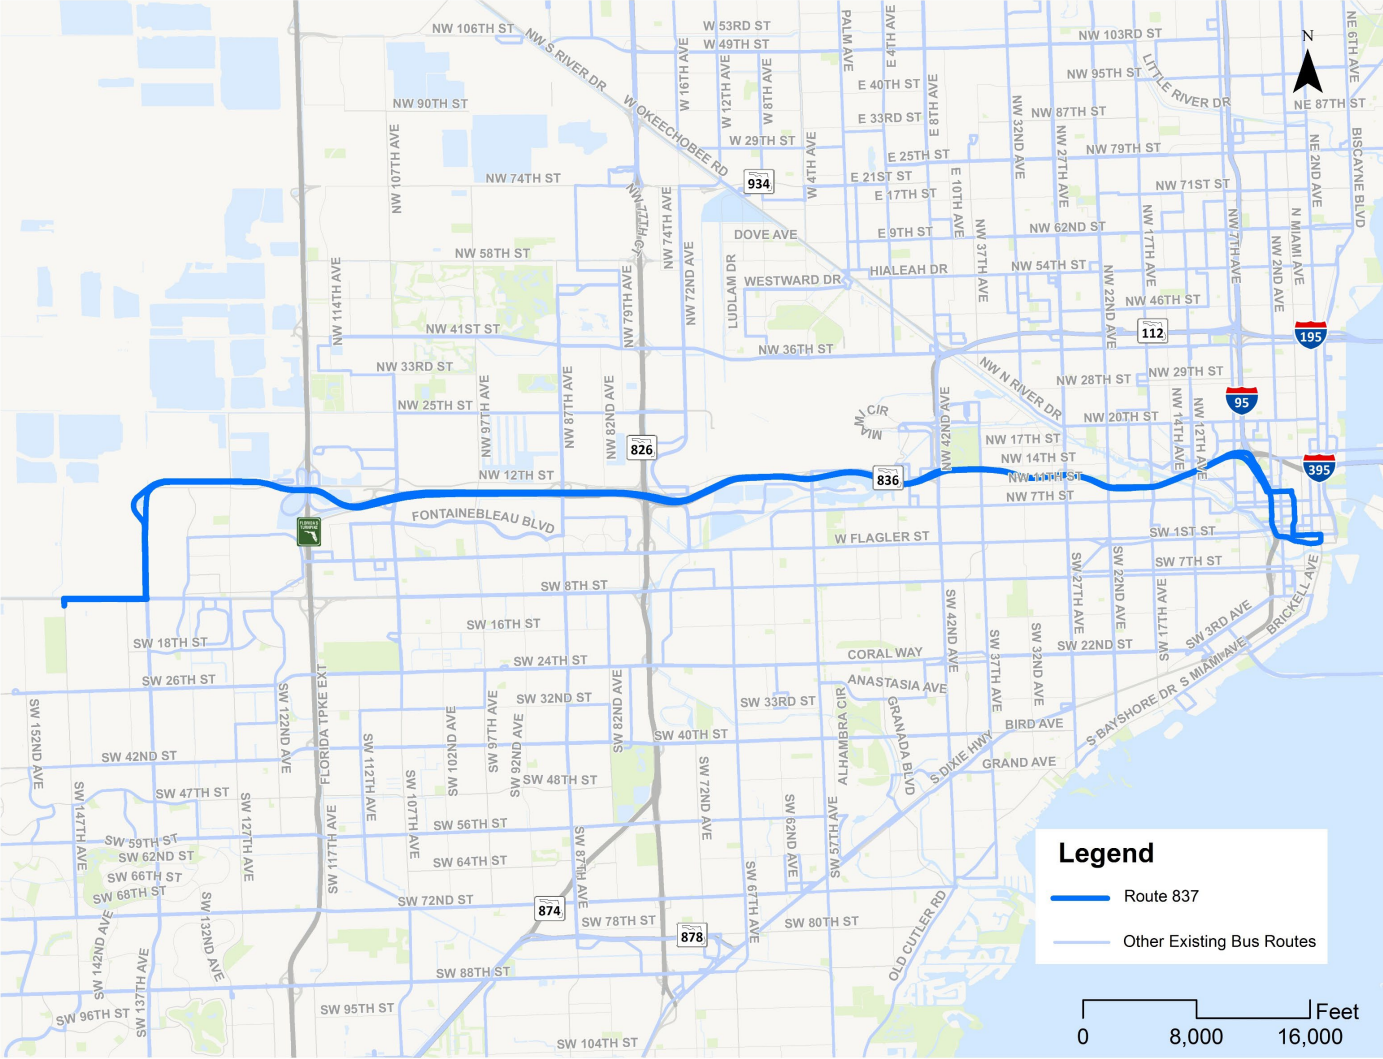 NW 106TH ST
NW S RIVER DR
W 53RD ST
W 49TH ST
PALM AVE
E 4TH AVE
NW 103RD ST
N
NE 6TH AVE
W 16TH AVE
W 12TH AVE
W 8TH AVE
E 40TH ST
E 8TH AVE
NW 95TH ST
LITTLE RIVER DR
NW 90TH ST
W OKEECHOBEE RD
E 33RD ST
NW 32ND AVE
NW 87TH ST
NE 87TH ST
NW 107TH AVE
W 29TH ST
W 4TH AVE
E 25TH ST
NW 27TH AVE
NW 79TH ST
NE 2ND AVE
BISCAYNE BLVD
NW 74TH ST
934
E 21ST ST
E 17TH ST
E 10TH AVE
NW 71ST ST
NW 77TH CT
NW 74TH AVE
NW 72ND AVE
DOVE AVE
E 9TH ST
NW 37TH AVE
NW 62ND ST
NW 17TH AVE
NW 7TH AVE
NW 2ND AVE
N MIAMI AVE
NW 58TH ST
NW 114TH AVE
NW 79TH AVE
LUDLAM DR
WESTWARD DR
HIALEAH DR
NW 54TH ST
NW 22ND AVE
NW 46TH ST
NW 41ST ST
112
195
NW 36TH ST
NW 33RD ST
NW N RIVER DR
NW 28TH ST
NW 29TH ST
NW 25TH ST
NW 97TH AVE
NW 87TH AVE
NW 82ND AVE
MIA CIR
NW 42ND AVE
NW 20TH ST
NW 14TH AVE
NW 12TH AVE
95
826
NW 17TH ST
NW 14TH ST
395
NW 12TH ST
836
NW 11TH ST
NW 7TH ST
FLORIDA'S
TURNPIKE
FONTAINEBLEAU BLVD
W FLAGLER ST
SW 1ST ST
SW 8TH ST
SW 7TH ST
SW 27TH AVE
SW 22ND AVE
SW 17TH AVE
BRICKELL AVE
SW 16TH ST
SW 42ND AVE
SW 37TH AVE
SW 32ND AVE
SW 3RD AVE
SW 18TH ST
SW 24TH ST
CORAL WAY
SW 22ND ST
S MIAMI AVE
SW 26TH ST
SW 122ND AVE
FLORIDA TPKE EXT
SW 32ND ST
SW 82ND AVE
SW 33RD ST
ANASTASIA AVE
S BAYSHORE DR
SW 152ND AVE
SW 112TH AVE
SW 102ND AVE
SW 97TH AVE
SW 92ND AVE
SW 40TH ST
ALHAMBRA CIR
GRANADA BLVD
S DIXIE HWY
BIRD AVE
SW 42ND ST
GRAND AVE
SW 147TH AVE
SW 47TH ST
SW 127TH AVE
SW 117TH AVE
SW 107TH AVE
SW 48TH ST
SW 72ND AVE
SW 62ND AVE
SW 57TH AVE
SW 56TH ST
SW 59TH ST
SW 62ND ST
SW 66TH ST
SW 68TH ST
SW 64TH ST
SW 87TH AVE
SW 67TH AVE
Legend
Route 837
Other Existing Bus Routes
SW 72ND ST
874
SW 78TH ST
SW 80TH ST
878
SW 142ND AVE
SW 137TH AVE
SW 132ND AVE
OLD CUTLER RD
SW 88TH ST
SW 96TH ST
SW 95TH ST
SW 104TH ST
Feet
0 8,000 16,000